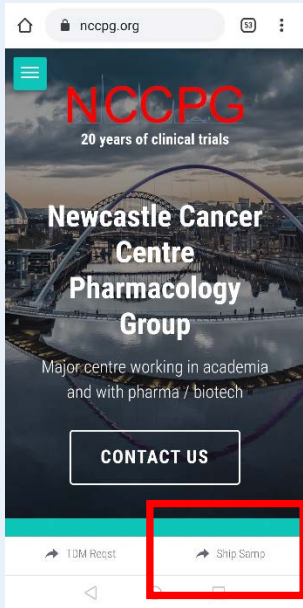 nccpg.org
53
NCCPG
20 years of clinical trials
Newcastle Cancer
Centre
Pharmacology
Group
Major centre working in academia
and with pharma / biotech
CONTACT US
TDM Reqst
Ship Samp